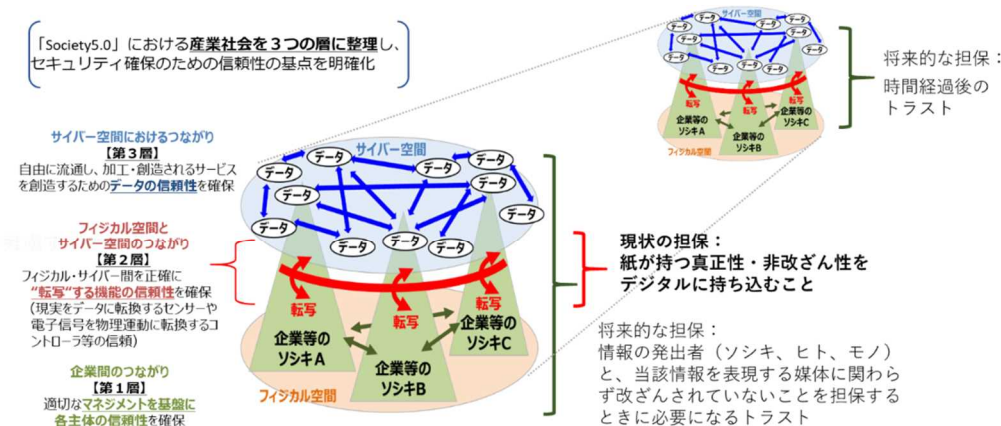 「Society5.0」における産業社会を３つの層に整理し、
セキュリティ確保のための信頼性の基点を明確化
サイバー空間
データ
データ
データ
データ
データ
データ
データ
データ
データ
データ
転写
転写
転写
企業等の
ソシキA
企業等の
ソシキB
企業等の
ソシキC
フィジカル空間
将来的な担保：
時間経過後の
トラスト
サイバー空間におけるつながり
【第３層】
自由に流通し、加工・創造されるサービス
を創造するためのデータの信頼性を確保
フィジカル空間と
サイバー空間のつながり
【第２層】
フィジカル・サイバー間を正確に
“転写“する機能の信頼性を確保
（現実をデータに転換するセンサーや
電子信号を物理運動に転換するコ
ントローラ等の信頼）
企業間のつながり
【第１層】
適切なマネジメントを基盤に
各主体の信頼性を確保
サイバー空間
データ
データ
データ
データ
データ
データ
データ
データ
データ
データ
データ
転写
転写
転写
企業等の
ソシキA
企業等の
ソシキB
企業等の
ソシキC
フィジカル空間
現状の担保：
紙が持つ真正性・非改ざん性を
デジタルに持ち込むこと
将来的な担保：
情報の発出者（ソシキ、ヒト、モノ）
と、当該情報を表現する媒体に関わら
ず改ざんされていないことを担保する
ときに必要になるトラスト